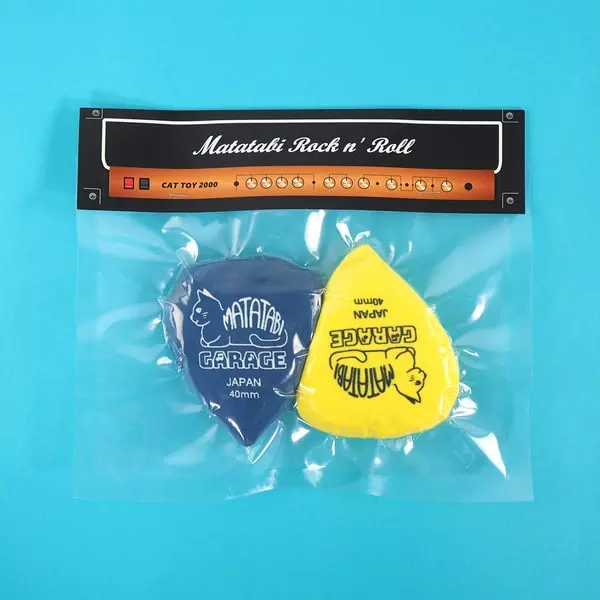 Matatabi Rock n' Roll
CAT TOY 2000
MATATABI
GARAGE
JAPAN
40mm
MATATABI
GARAGE
JAPAN
40mm